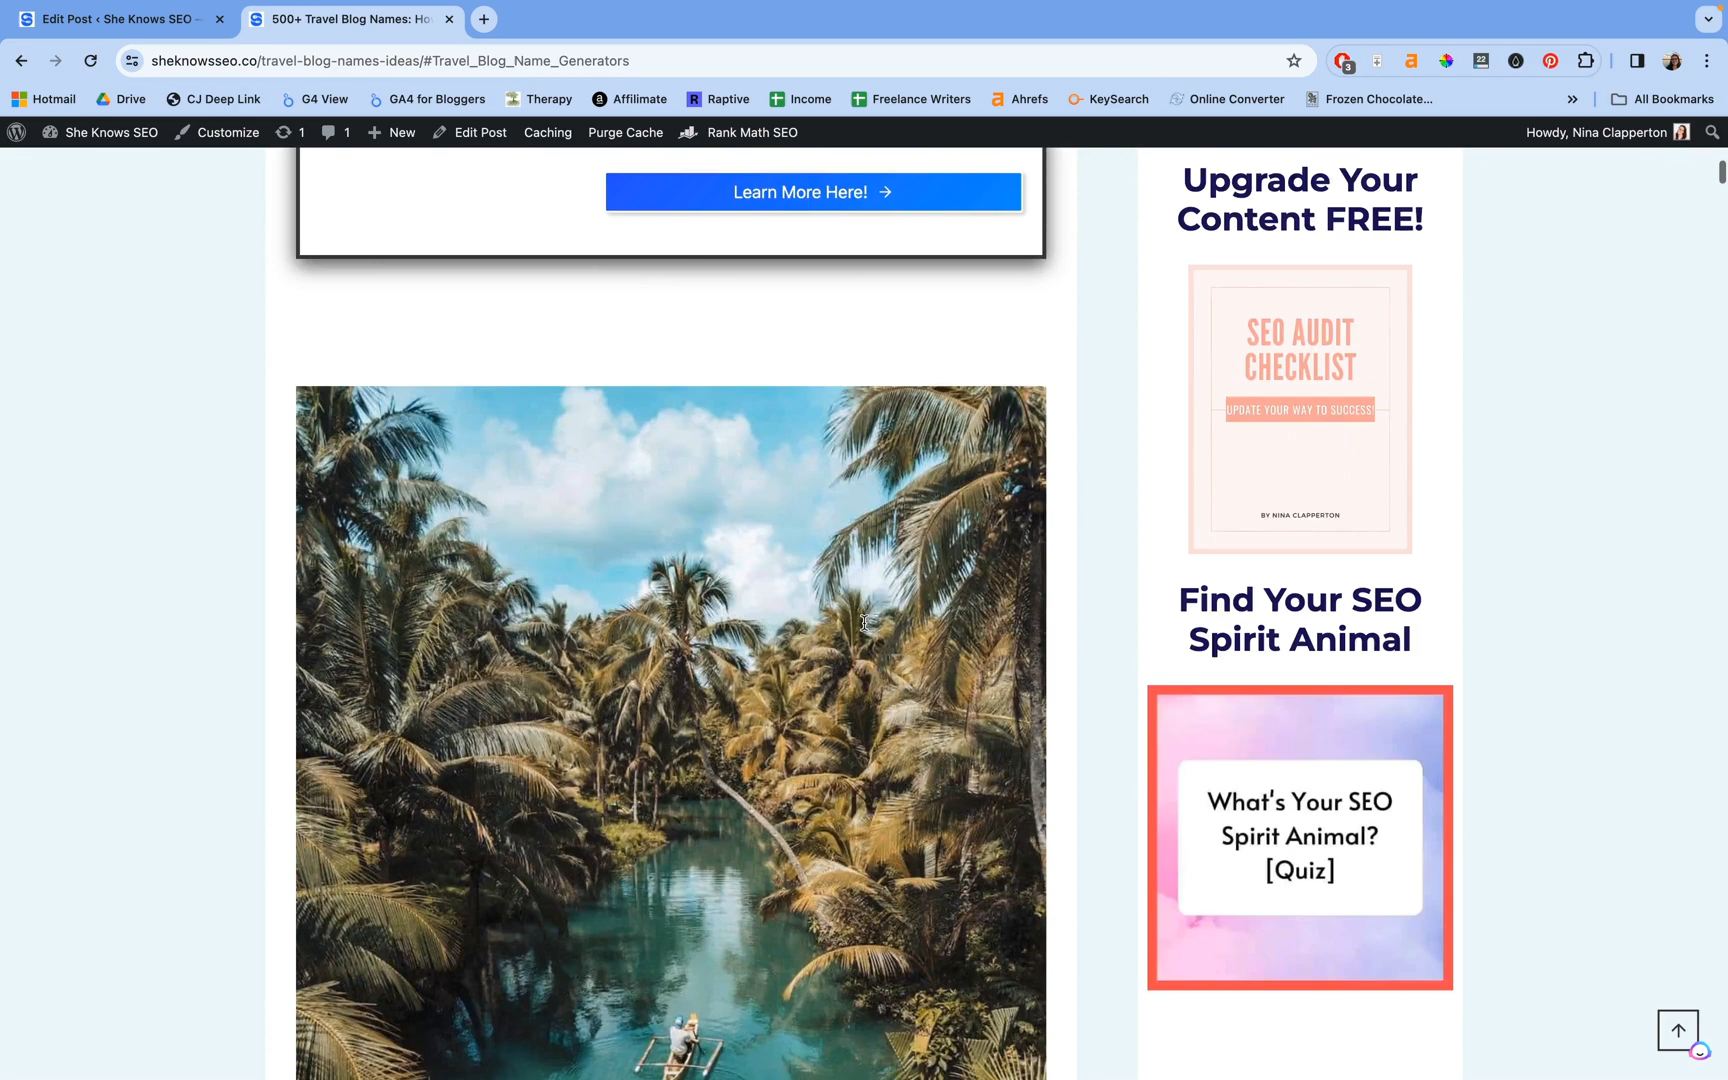 Edit Post ‹ She Knows SEO –
500+ Travel Blog Names: Ho
sheknowsseo.co/travel-blog-names-ideas/#Travel_Blog_Name_Generators
3
22
Hotmail
Drive
CJ Deep Link
G4 View
GA4 for Bloggers
Therapy
Affilimate
Raptive
Income
Freelance Writers
Ahrefs
KeySearch
Online Converter
Frozen Chocolate...
»
All Bookmarks
She Knows SEO
Customize
1
1
New
Edit Post
Caching
Purge Cache
Rank Math SEO
Howdy, Nina Clapperton
Learn More Here! →
Upgrade Your
Content FREE!
SEO AUDIT
CHECKLIST
UPDATE YOUR WAY TO SUCCESS!
BY NINA CLAPPERTON
Find Your SEO
Spirit Animal
What's Your SEO
Spirit Animal?
[Quiz]